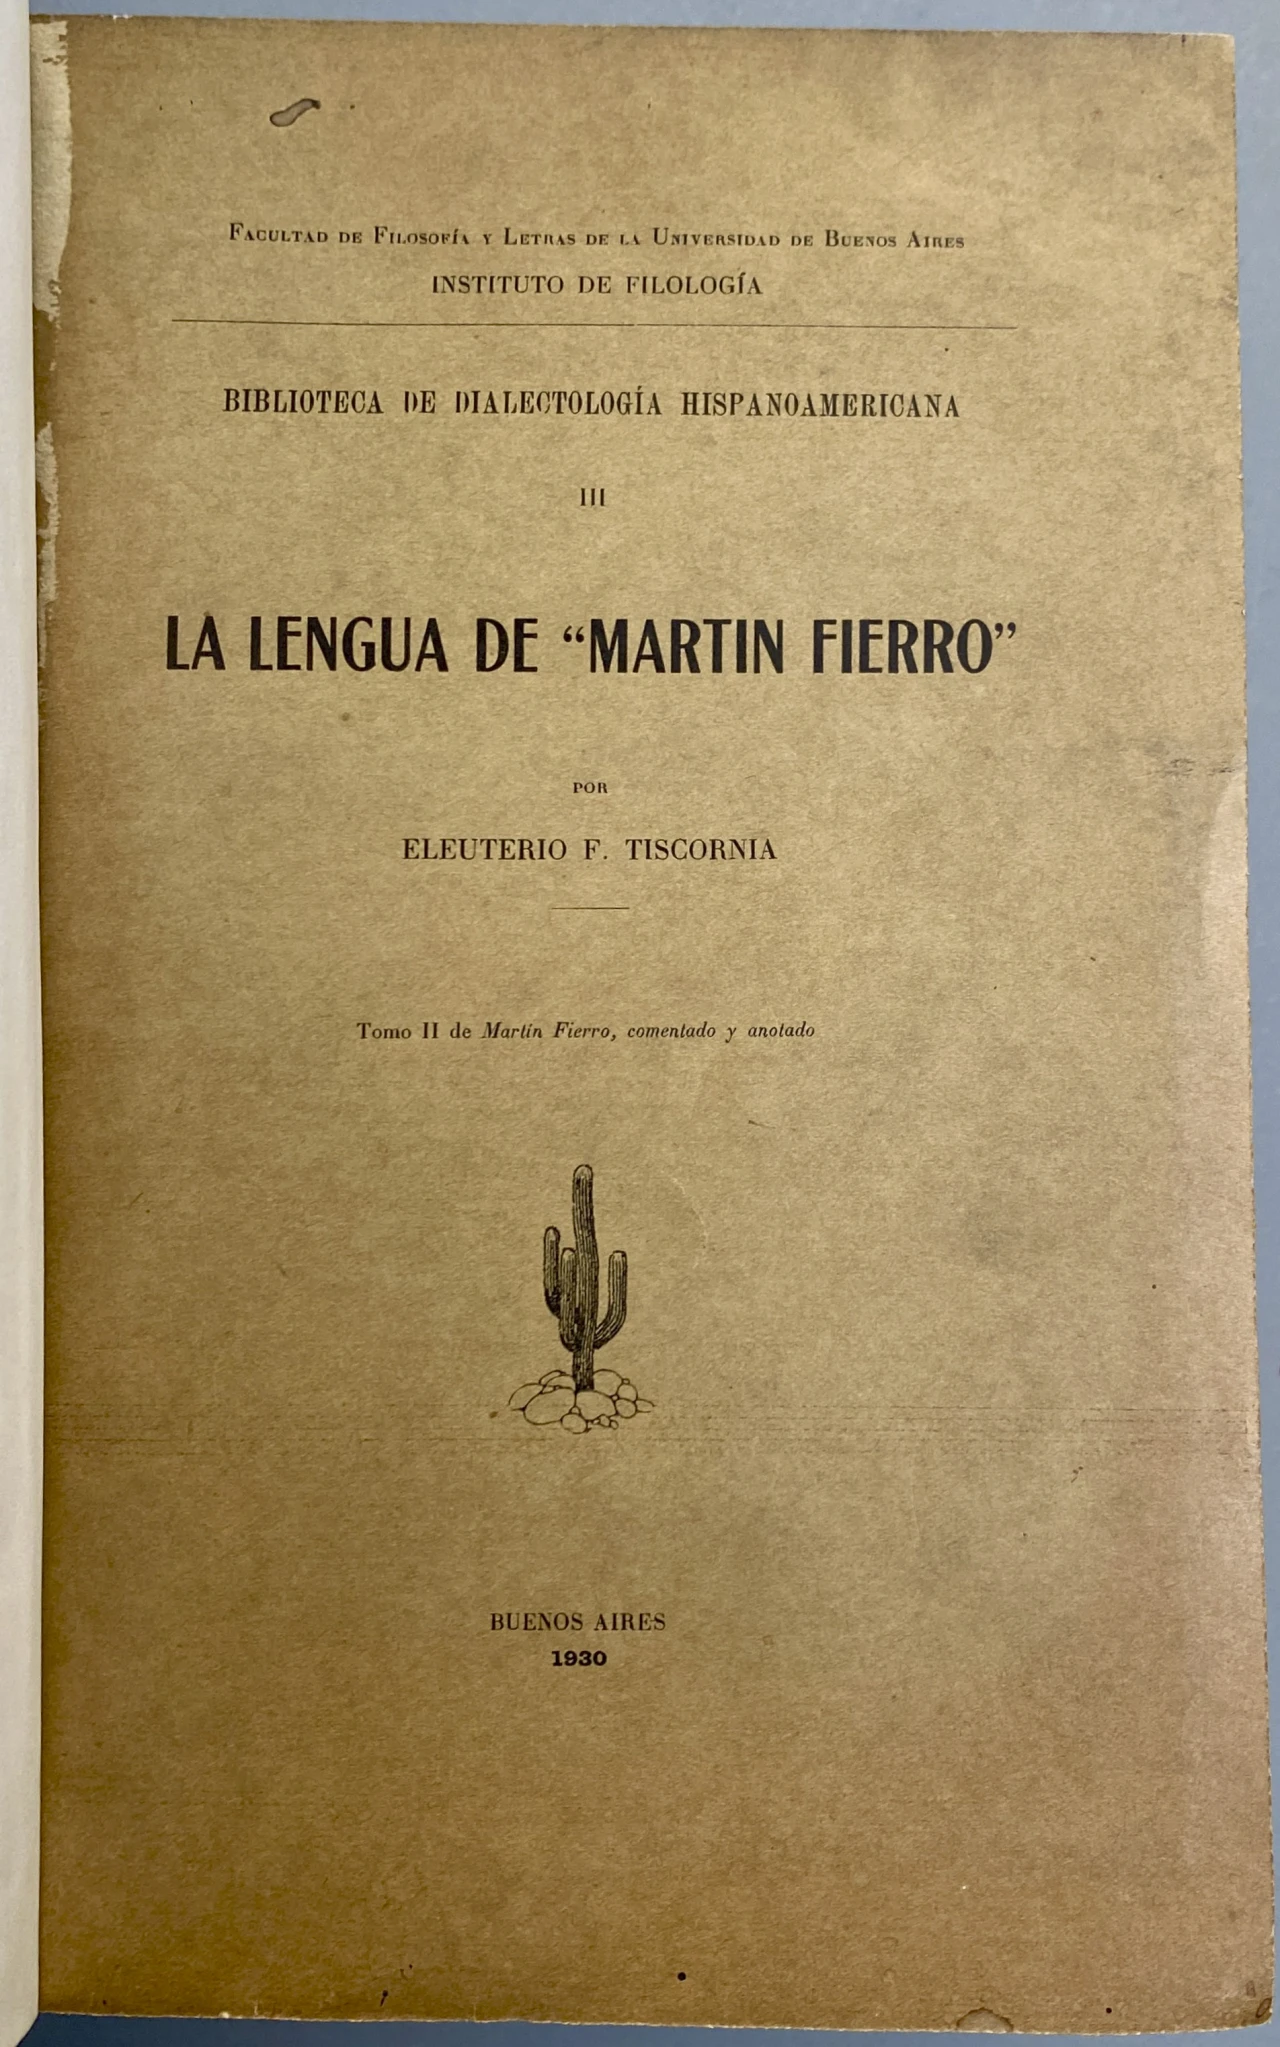 Facultad de Filosofía y Letras de la Universidad de Buenos Aires
INSTITUTO DE FILOLOGÍA
BIBLIOTECA DE DIALECTOLOGÍA HISPANOAMERICANA
III
LA LENGUA DE “MARTIN FIERRO”
POR
ELEUTERIO F. TISCORNIA
Tomo II de Martín Fierro, comentado y anotado
BUENOS AIRES
1930